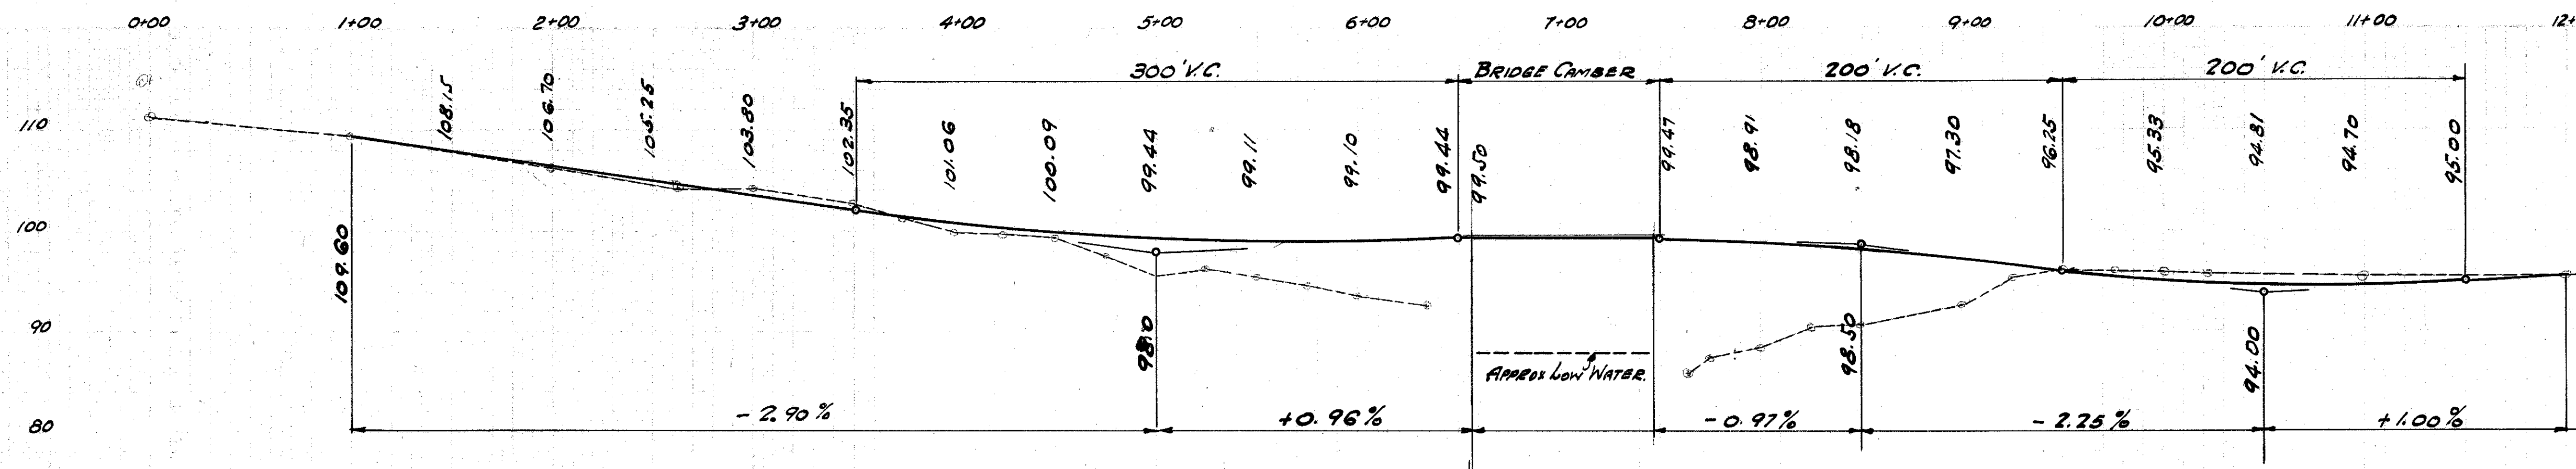 0+00 1+00 2+00 3+00 4+00 5+00 6+00 7+00 8+00 9+00 10+00 11+00 12+
300' V.C. BRIDGE CAMBER 200' V.C. 200' V.C.
110
108.15 106.70 105.25 103.80 102.35 101.06 100.09 99.44 99.11 99.10 99.44 99.50 99.47 98.91 98.18 97.30 96.25 95.33 94.81 94.70 95.00
100
109.60
90
98.50
94.00
APPROX LOW WATER.
80
- 2.90 % +0.96 % - 0.97 % - 2.25 % +1.00 %